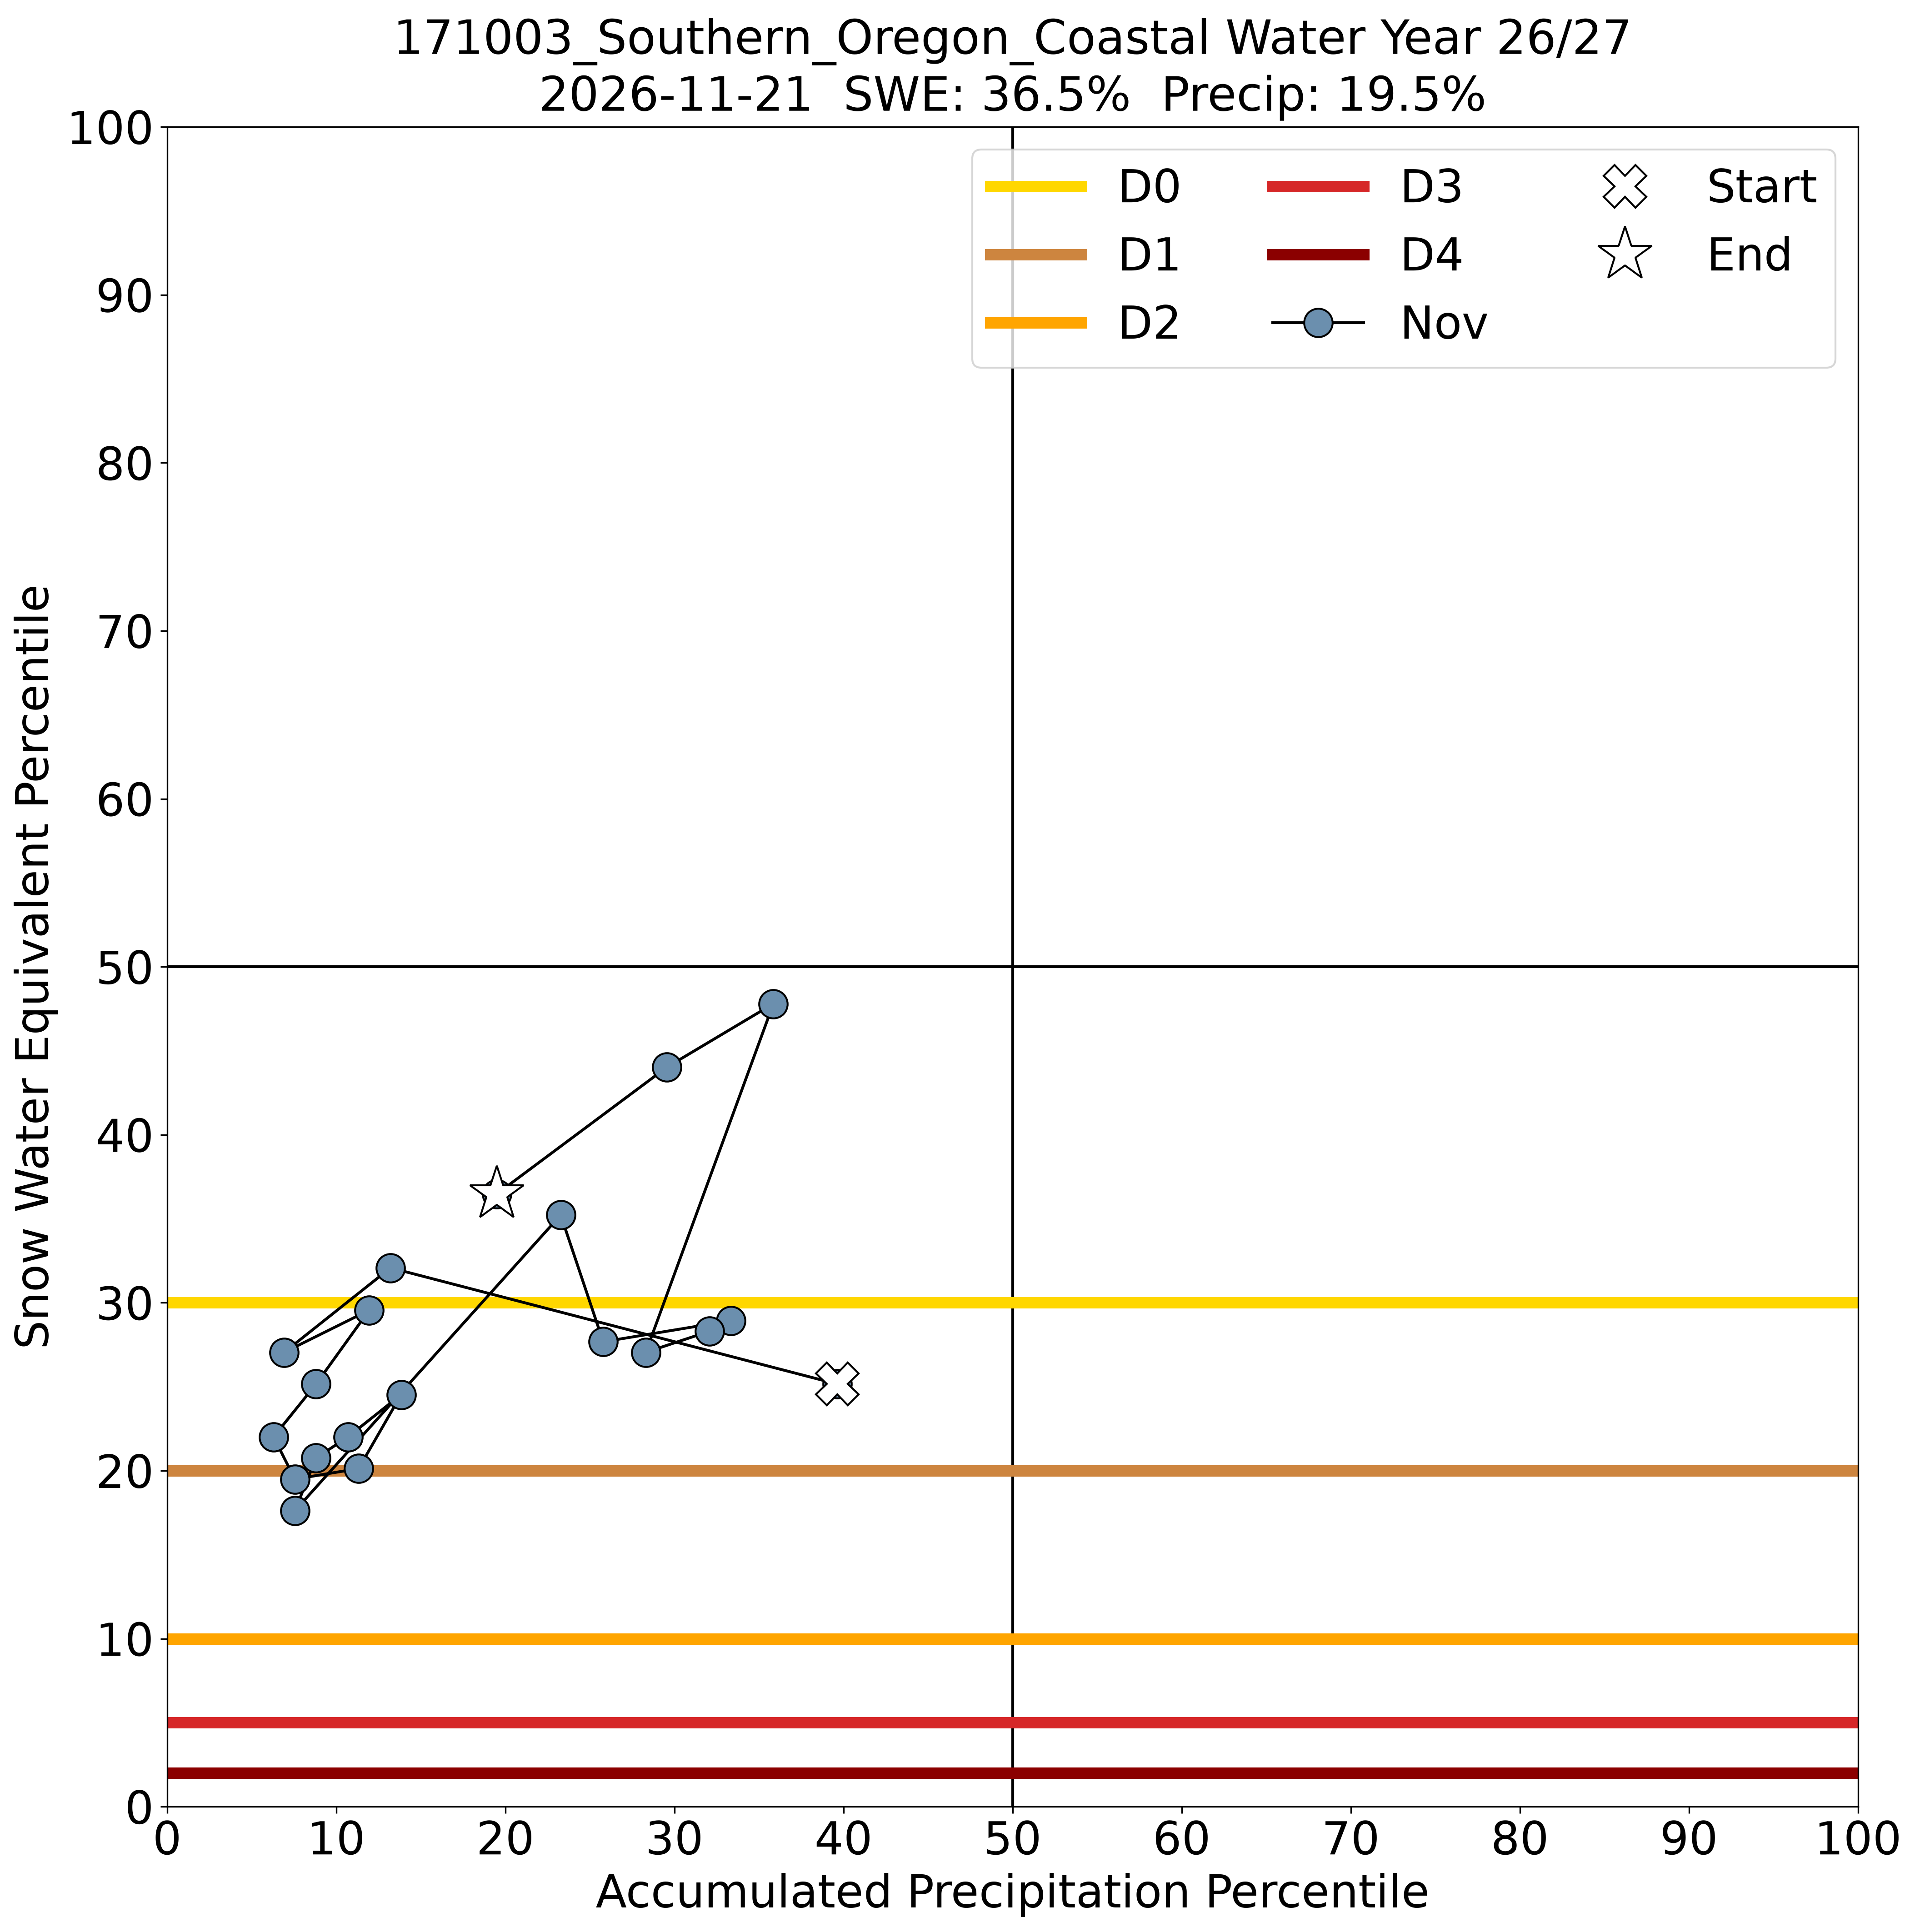 171003_Southern_Oregon_Coastal Water Year 26/27
2026-11-21  SWE: 36.5%  Precip: 19.5%
D0
D1
D2
D3
D4
Nov
Start
End
100
90
80
70
60
50
40
30
20
10
0
Snow Water Equivalent Percentile
0 10 20 30 40 50 60 70 80 90 100
Accumulated Precipitation Percentile